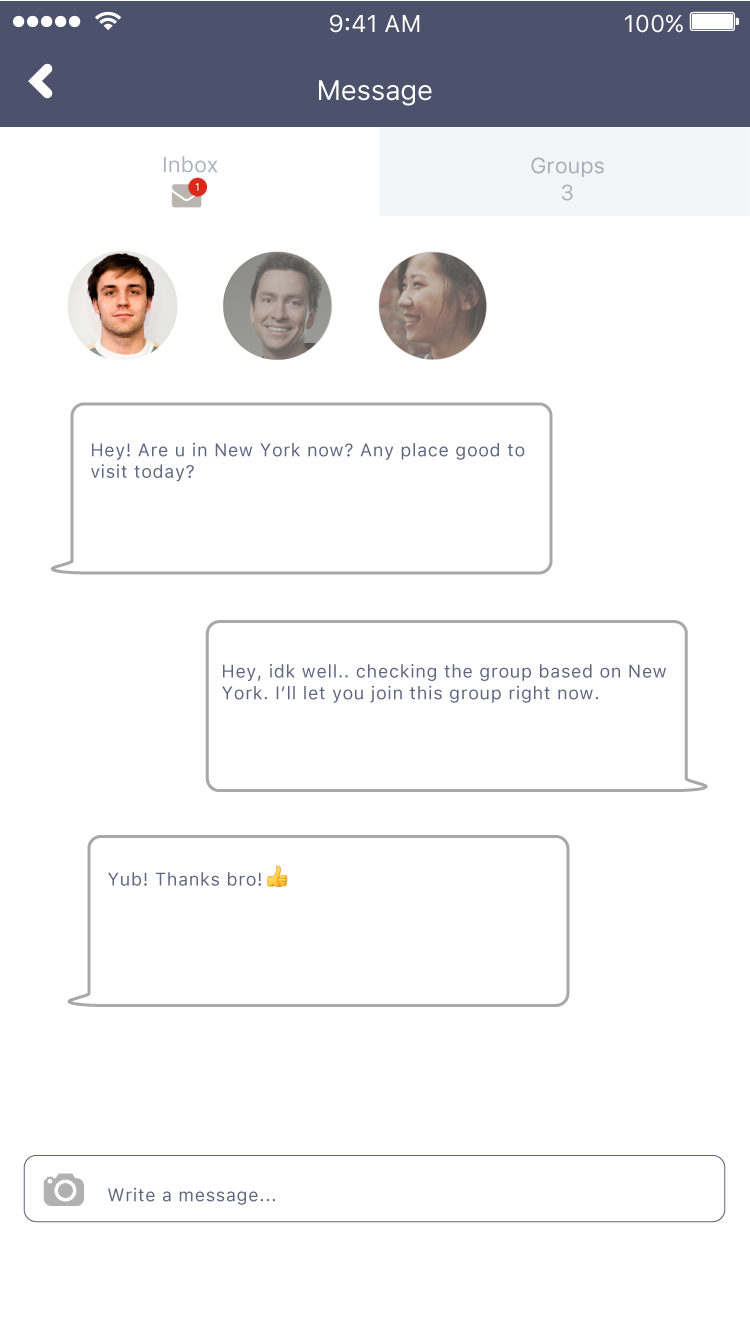 9:41 AM
100%
Message
Inbox
1
Groups
3
Hey! Are u in New York now? Any place good to
visit today?
Hey, idk well.. checking the group based on New
York. I’ll let you join this group right now.
Yub! Thanks bro!👍
Write a message...